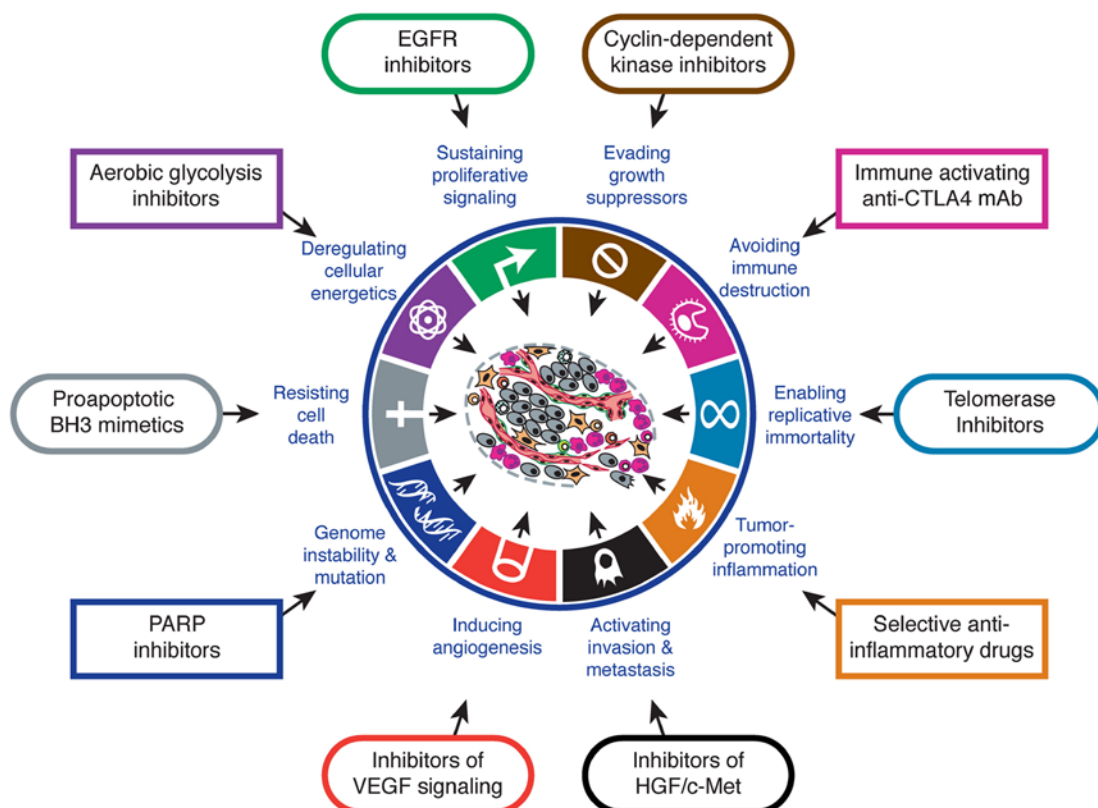 EGFR
inhibitors
Cyclin-dependent
kinase inhibitors
Sustaining
proliferative
signaling
Evading
growth
suppressors
Aerobic glycolysis
inhibitors
Immune activating
anti-CTLA4 mAb
Deregulating
cellular
energetics
Avoiding
immune
destruction
Proapoptotic
BH3 mimetics
Resisting
cell
death
Enabling
replicative
immortality
Telomerase
Inhibitors
Genome
instability &
mutation
Tumor-
promoting
inflammation
PARP
inhibitors
Inducing
angiogenesis
Activating
invasion &
metastasis
Selective anti-
inflammatory drugs
Inhibitors of
VEGF signaling
Inhibitors of
HGF/c-Met